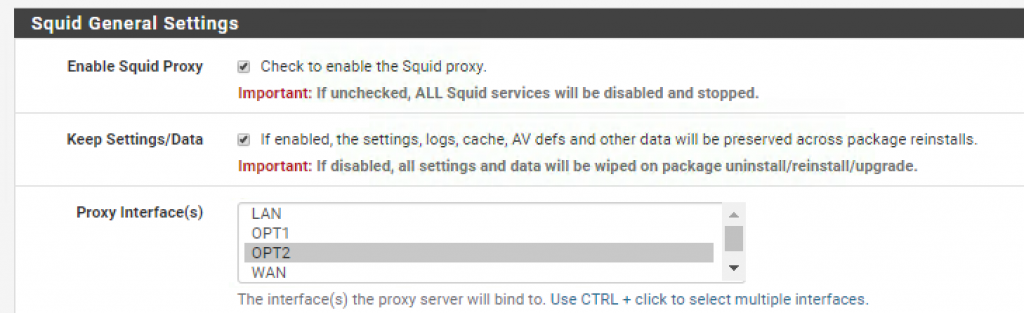 Squid General Settings
Enable Squid Proxy Check to enable the Squid proxy.
Important: If unchecked, ALL Squid services will be disabled and stopped.
Keep Settings/Data If enabled, the settings, logs, cache, AV defs and other data will be preserved across package reinstalls.
Important: If disabled, all settings and data will be wiped on package uninstall/reinstall/upgrade.
Proxy Interface(s) LAN
OPT1
OPT2
WAN
The interface(s) the proxy server will bind to. Use CTRL + click to select multiple interfaces.